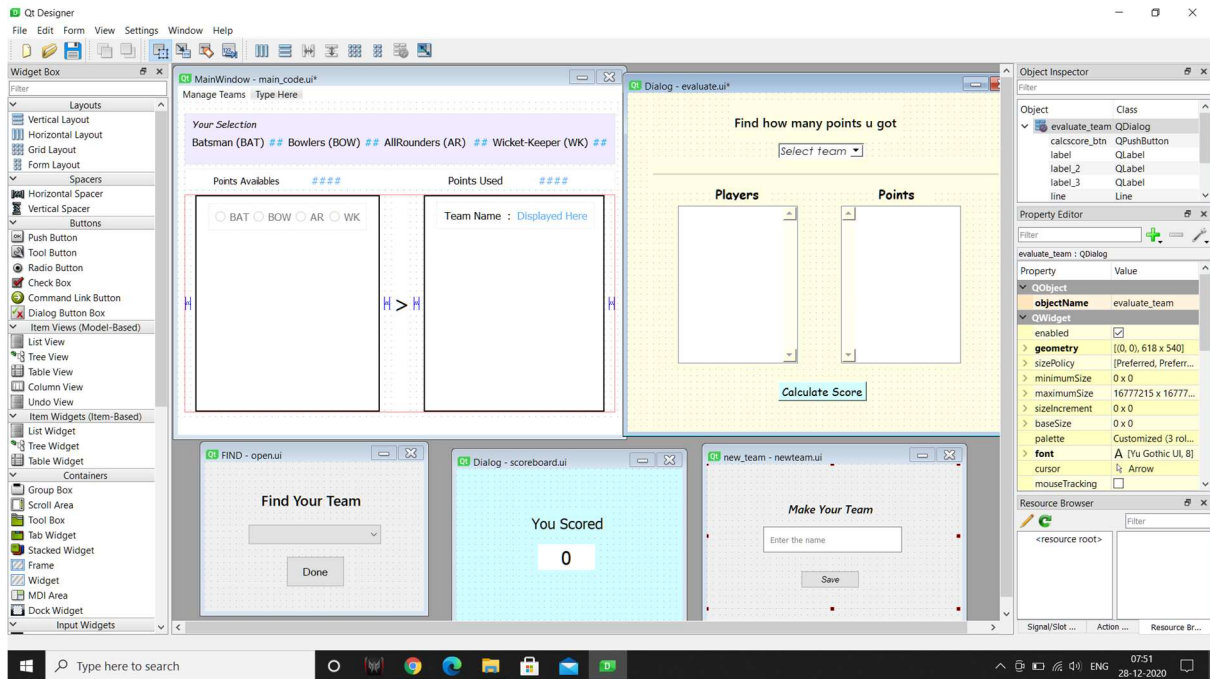 Qt Designer
File Edit Form View Settings Window Help
Widget Box
Filter
Layouts
Vertical Layout
Horizontal Layout
Grid Layout
Form Layout
Spacers
Horizontal Spacer
Vertical Spacer
Buttons
Push Button
Tool Button
Radio Button
Check Box
Command Link Button
Dialog Button Box
Item Views (Model-Based)
List View
Tree View
Table View
Column View
Undo View
Item Widgets (Item-Based)
List Widget
Tree Widget
Table Widget
Containers
Group Box
Scroll Area
Tool Box
Tab Widget
Stacked Widget
Frame
Widget
MDI Area
Dock Widget
Input Widgets
MainWindow - main_code.ui*
Manage Teams Type Here
Your Selection
Batsman (BAT) ## Bowlers (BOW) ## AllRounders (AR) ## Wicket-Keeper (WK) ##
Points Availables #### Points Used ####
BAT BOW AR WK
>
Team Name : Displayed Here
Dialog - evaluate.ui*
Find how many points u got
Select team
Players Points
Calculate Score
FIND - open.ui
Find Your Team
Done
Dialog - scoreboard.ui
You Scored
0
new_team - newteam.ui
Make Your Team
Enter the name
Save
Object Inspector
Filter
Object Class
evaluate_team QDialog
calcscore_btn QPushButton
label QLabel
label_2 QLabel
label_3 QLabel
line Line
Property Editor
Filter
evaluate_team : QDialog
Property Value
QObject
objectName evaluate_team
QWidget
enabled
geometry [(0, 0), 618 x 540]
sizePolicy [Preferred, Preferr...
minimumSize 0 x 0
maximumSize 16777215 x 16777...
sizeIncrement 0 x 0
baseSize 0 x 0
palette Customized (3 rol...
font A [Yu Gothic UI, 8]
cursor Arrow
mouseTracking
Resource Browser
Filter
<resource root>
Signal/Slot ... Action ... Resource Br...
Type here to search
ENG
07:51
28-12-2020